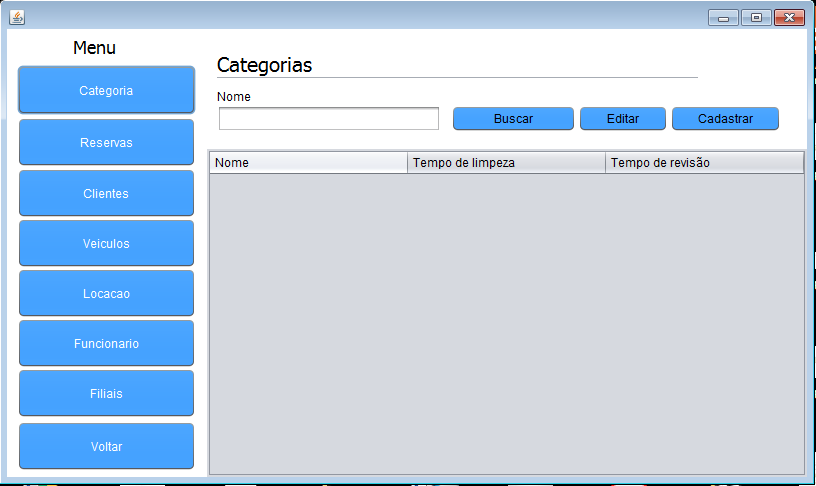 Menu
Categoria
Reservas
Clientes
Veiculos
Locacao
Funcionario
Filiais
Voltar
Categorias
Nome
Buscar Editar Cadastrar
Nome Tempo de limpeza Tempo de revisão